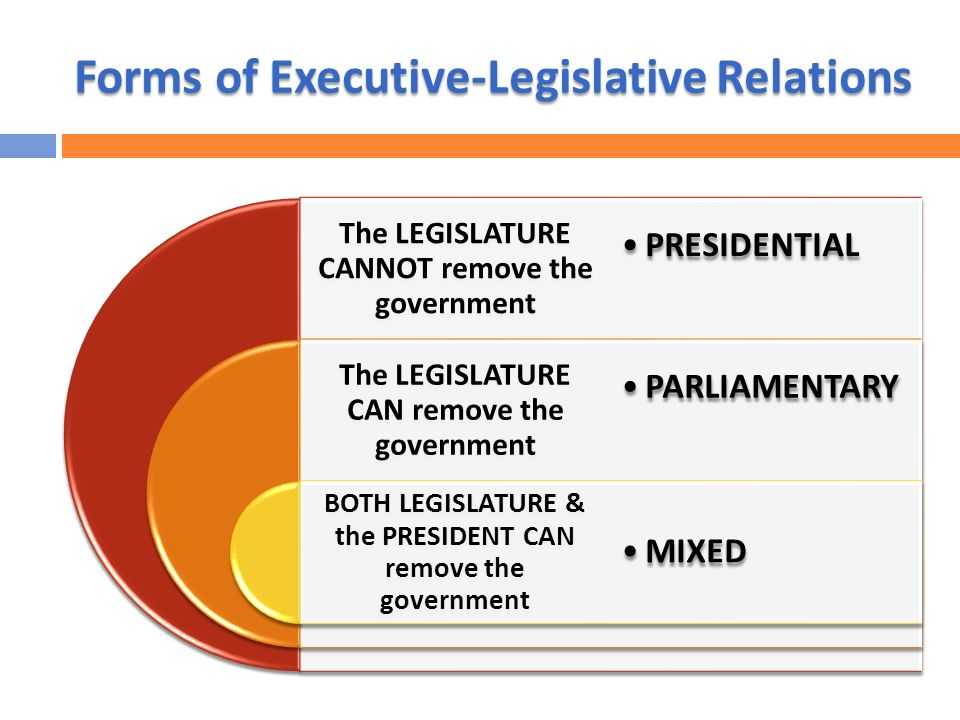 Forms of Executive-Legislative Relations
The LEGISLATURE
CANNOT remove the
government
• PRESIDENTIAL
The LEGISLATURE
CAN remove the
government
• PARLIAMENTARY
BOTH LEGISLATURE &
the PRESIDENT CAN
remove the
government
• MIXED